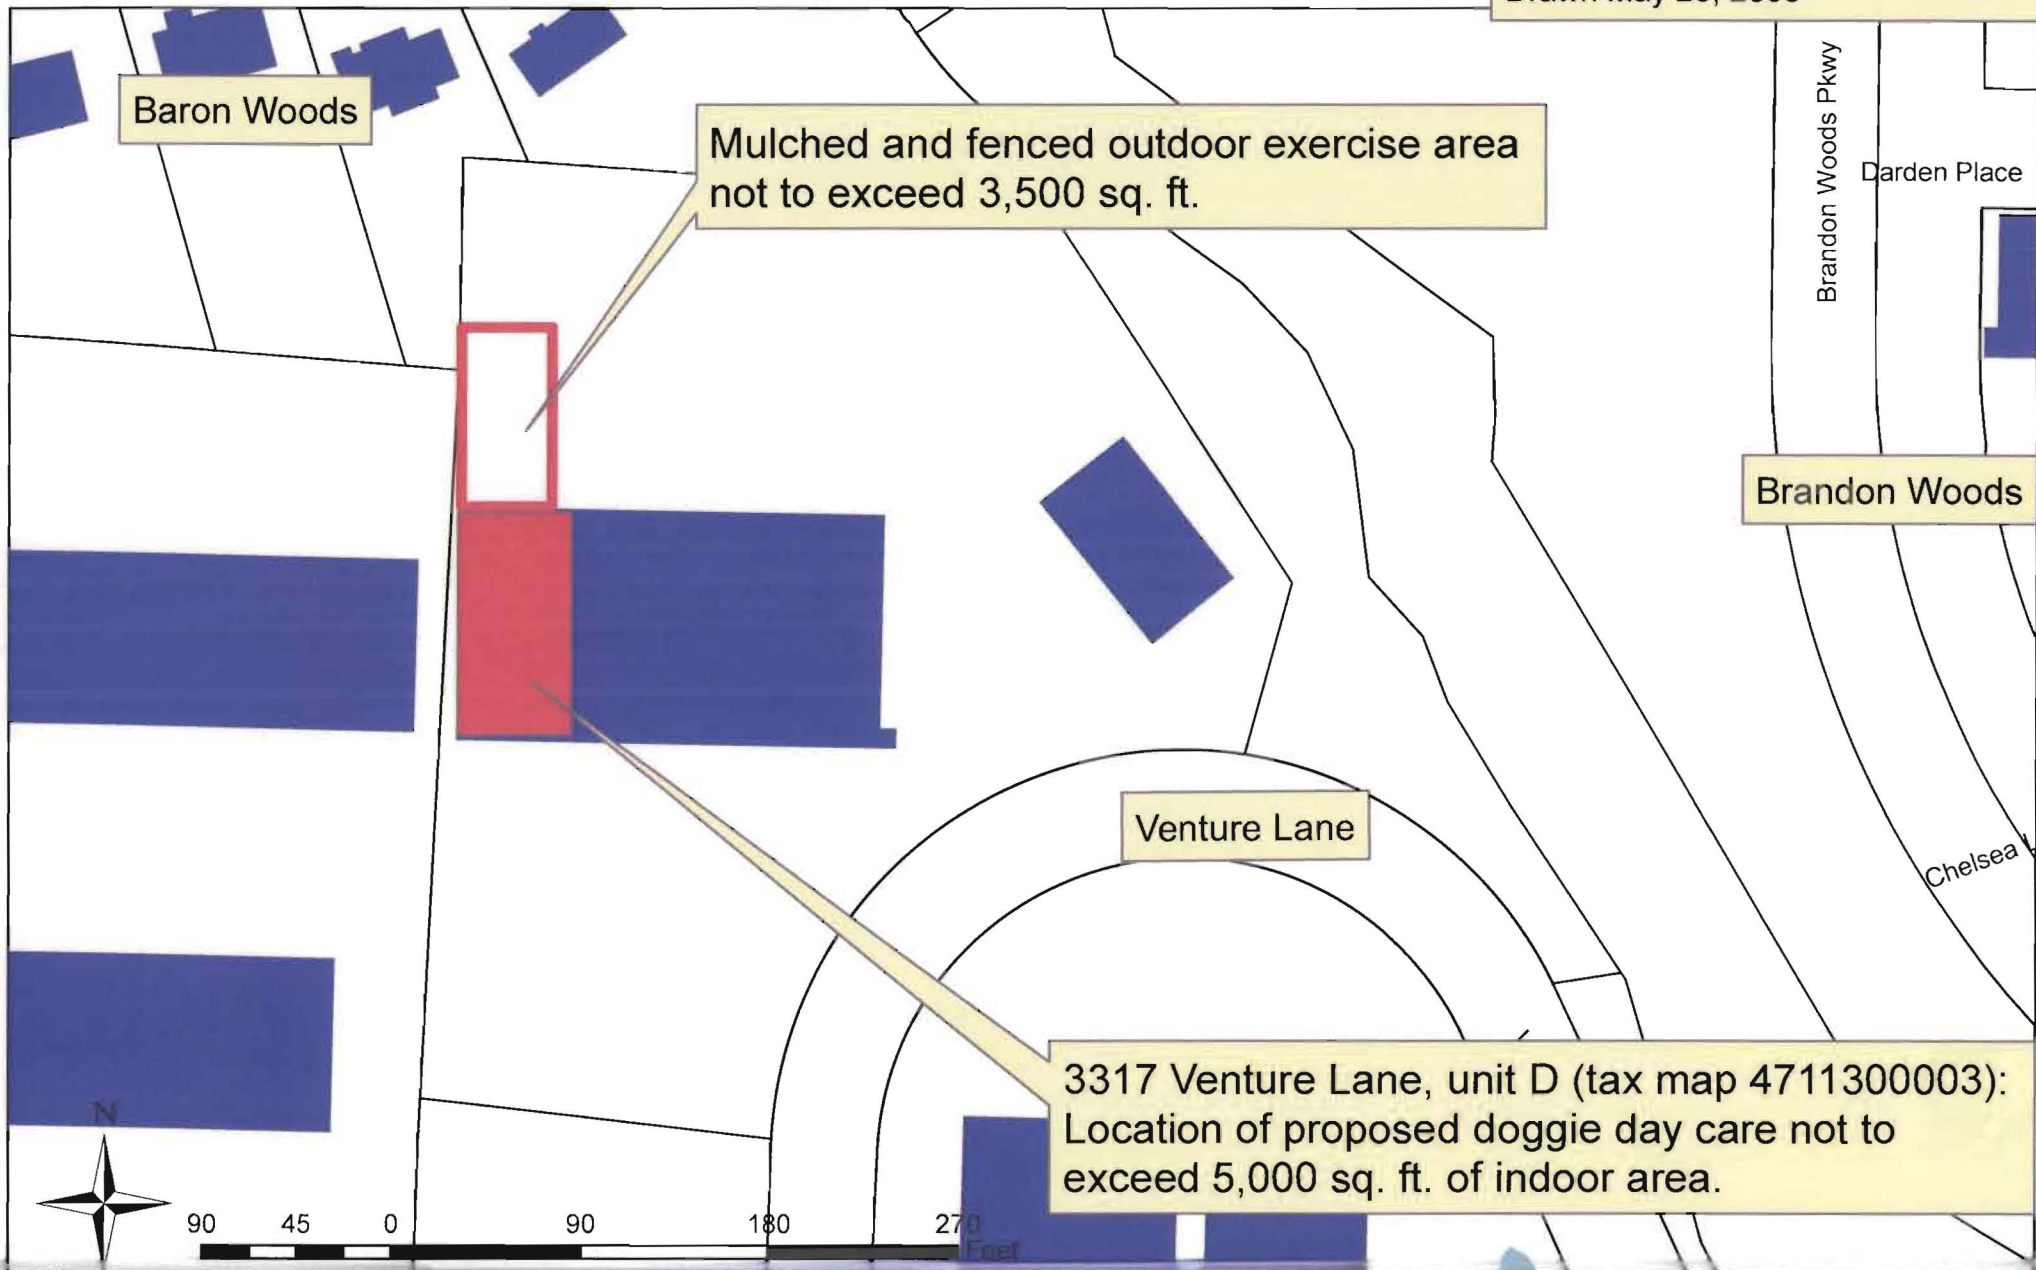 Baron Woods
Mulched and fenced outdoor exercise area
not to exceed 3,500 sq. ft.
Brandon Woods Pkwy
Darden Place
Brandon Woods
Venture Lane
Chelsea
3317 Venture Lane, unit D (tax map 4711300003):
Location of proposed doggie day care not to
exceed 5,000 sq. ft. of indoor area.
N
90 45 0 90 180 270
Feet